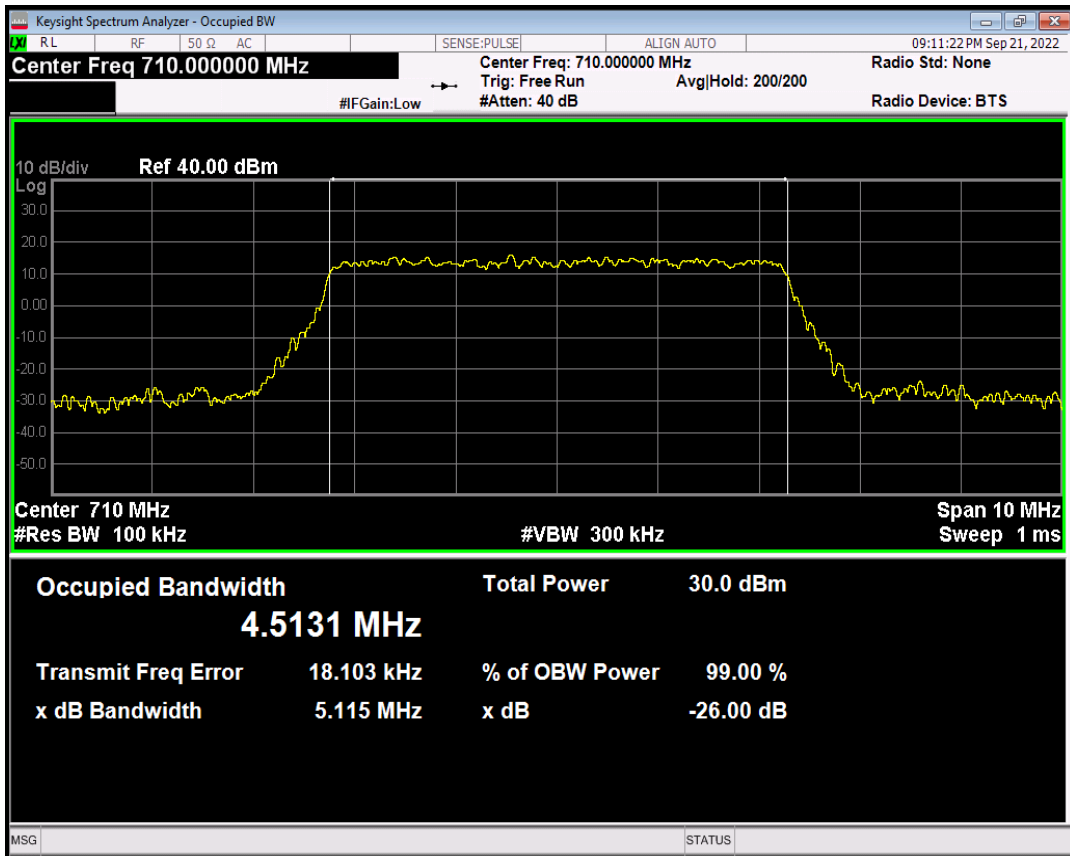 Keysight Spectrum Analyzer - Occupied BW
LXI RL RF 50 Ω AC SENSE:PULSE ALIGN AUTO 09:11:22 PM Sep 21, 2022
Center Freq 710.000000 MHz Center Freq: 710.000000 MHz Radio Std: None
Trig: Free Run Avg|Hold: 200/200
#IFGain:Low #Atten: 40 dB Radio Device: BTS
10 dB/div Ref 40.00 dBm
Log
30.0
20.0
10.0
0.00
-10.0
-20.0
-30.0
-40.0
-50.0
Center 710 MHz Span 10 MHz
#Res BW 100 kHz #VBW 300 kHz Sweep 1 ms
Occupied Bandwidth Total Power 30.0 dBm
4.5131 MHz
Transmit Freq Error 18.103 kHz % of OBW Power 99.00 %
x dB Bandwidth 5.115 MHz x dB -26.00 dB
MSG STATUS